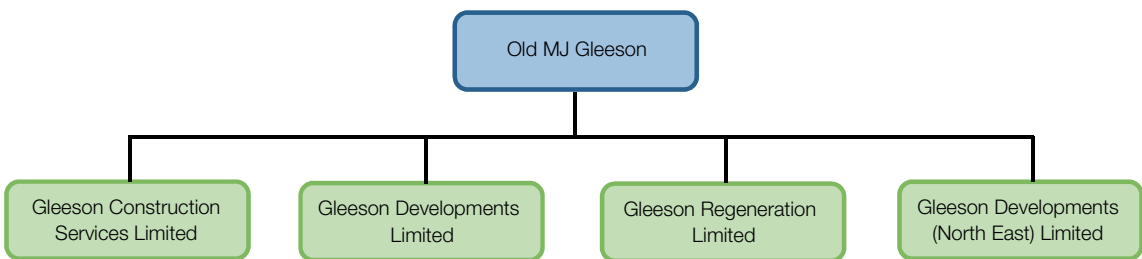 Old MJ Gleeson
Gleeson Construction
Services Limited
Gleeson Developments
Limited
Gleeson Regeneration
Limited
Gleeson Developments
(North East) Limited